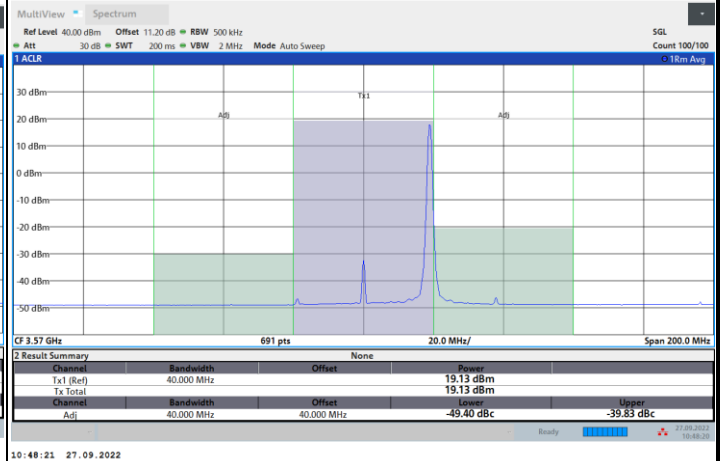 MultiView Spectrum
Ref Level 40.00 dBm Offset 11.20 dB RBW 500 kHz SGL
Att 30 dB SWT 200 ms VBW 2 MHz Mode Auto Sweep Count 100/100
1 ACLR 1Rm Avg
30 dBm
Tx1
Adj Adj
20 dBm
10 dBm
0 dBm
-10 dBm
-20 dBm
-30 dBm
-40 dBm
-50 dBm
CF 3.57 GHz 691 pts 20.0 MHz/ Span 200.0 MHz
2 Result Summary None
Channel Bandwidth Offset Power
Tx1 (Ref) 40.000 MHz 19.13 dBm
Tx Total 19.13 dBm
Channel Bandwidth Offset Lower Upper
Adj 40.000 MHz 40.000 MHz -49.40 dBc -39.83 dBc
Ready 27.09.2022
10:48:20
10:48:21 27.09.2022